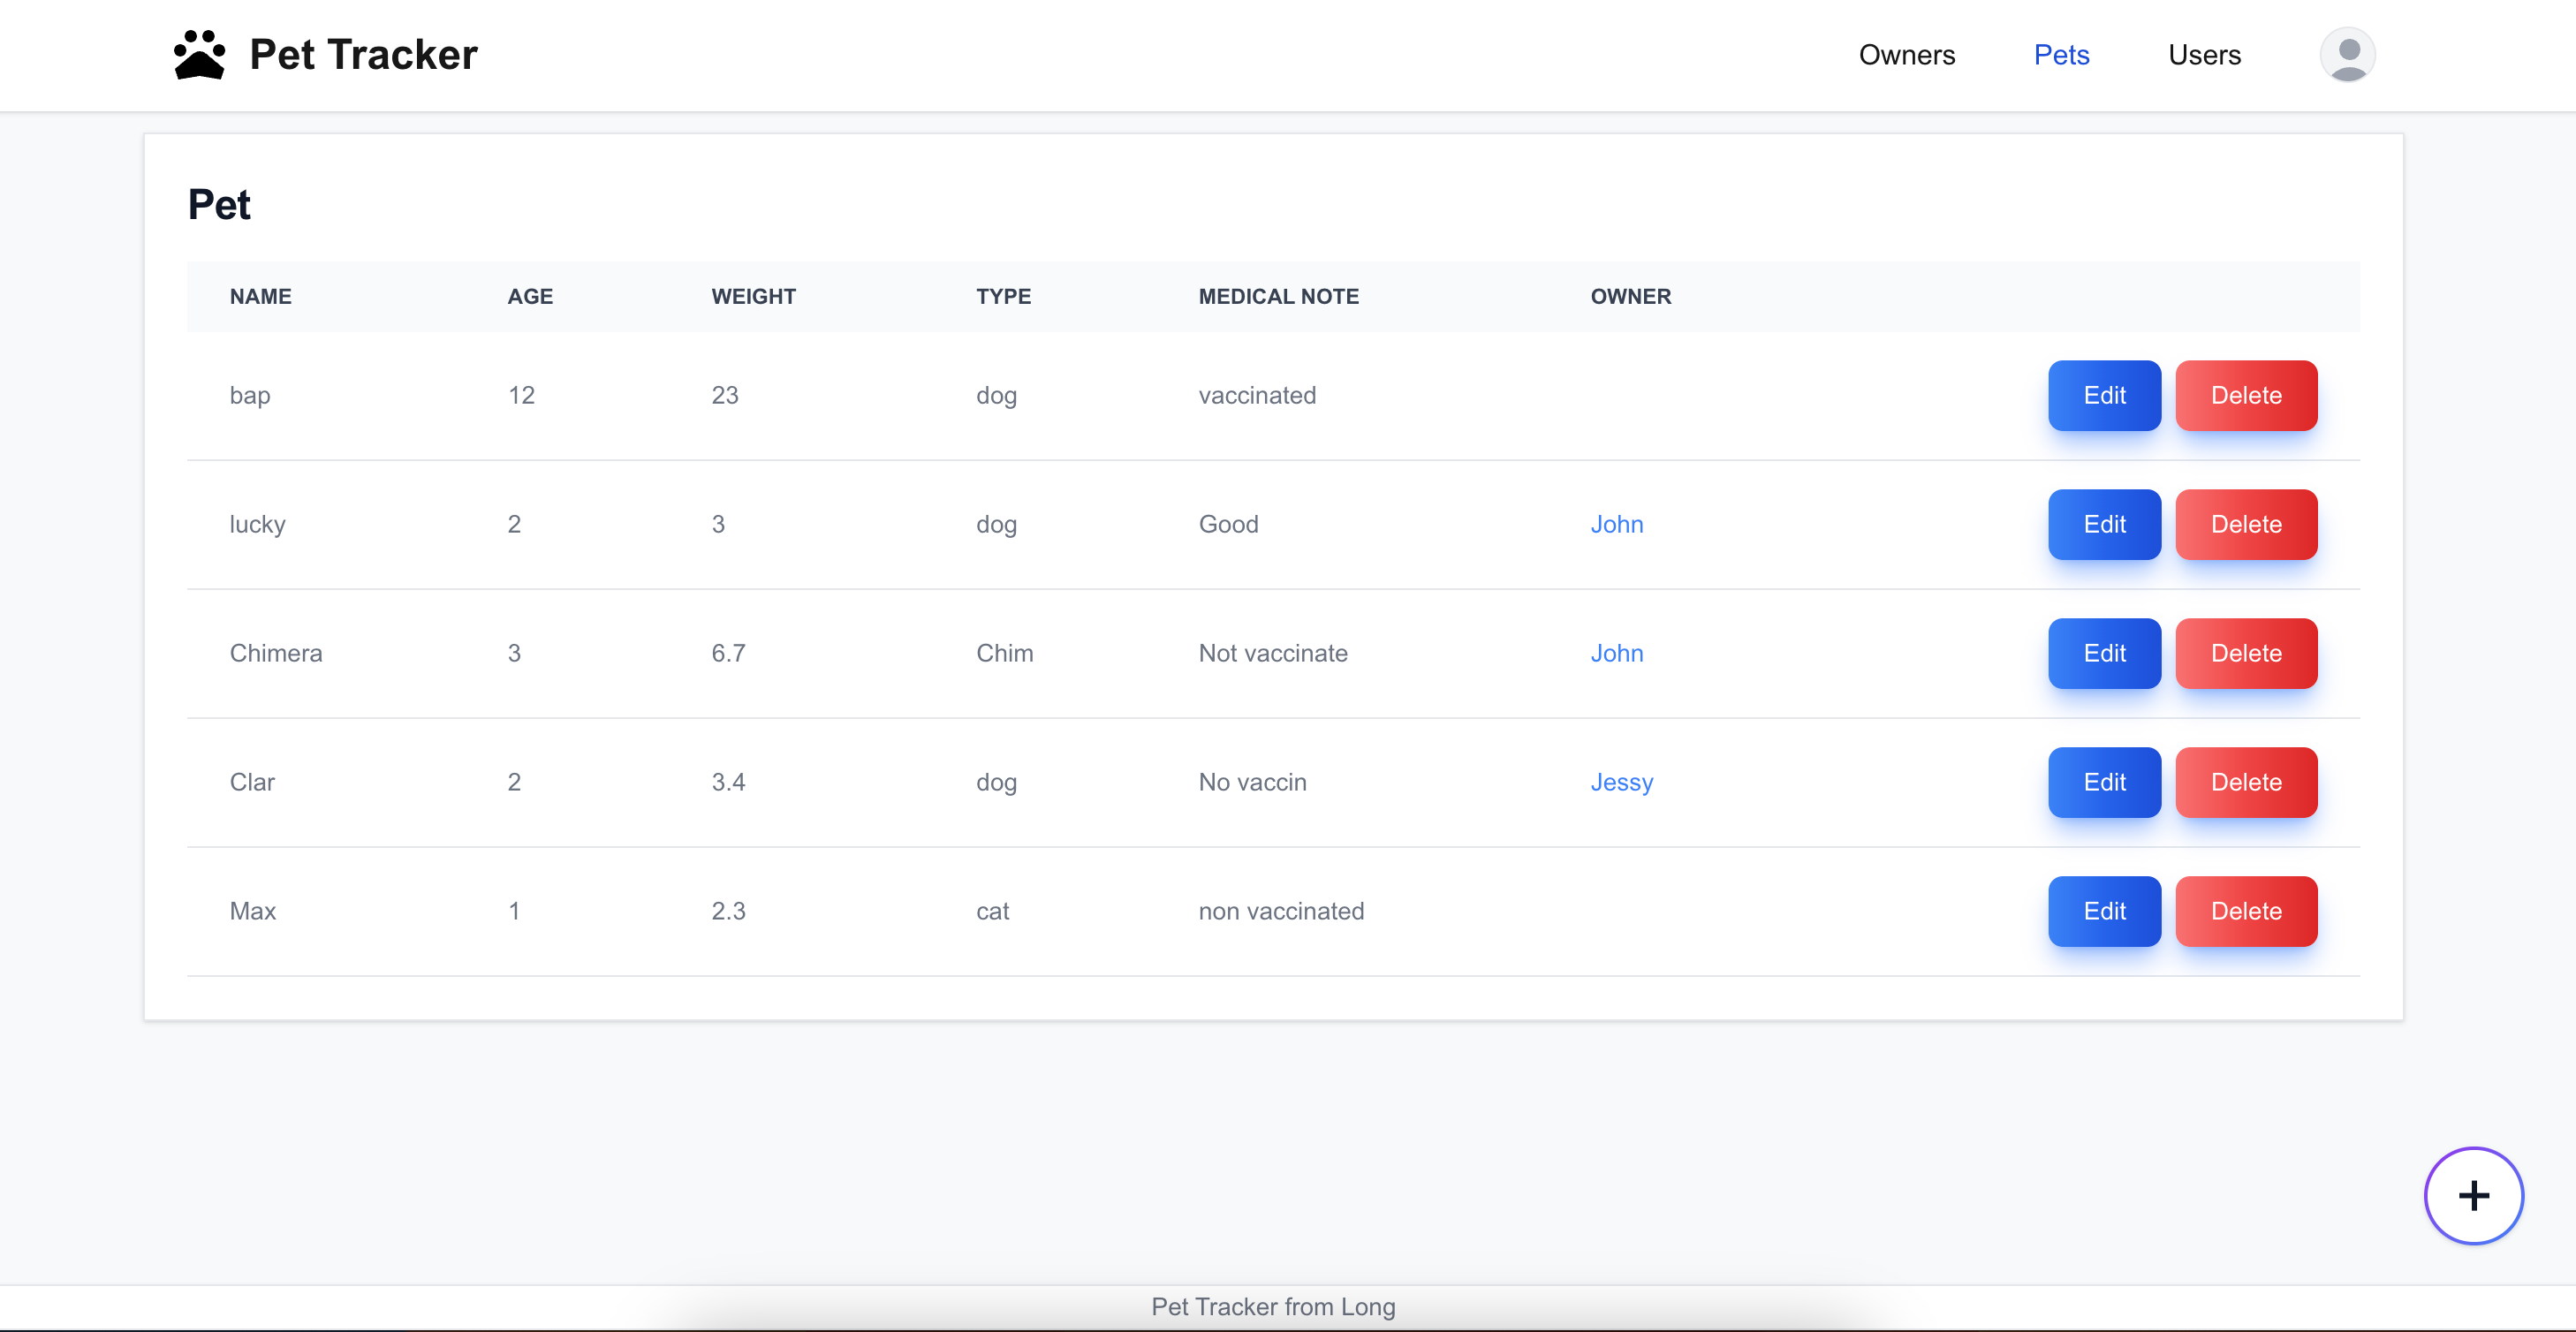 Pet Tracker Owners Pets Users
Pet
NAME AGE WEIGHT TYPE MEDICAL NOTE OWNER
bap 12 23 dog vaccinated Edit Delete
lucky 2 3 dog Good John Edit Delete
Chimera 3 6.7 Chim Not vaccinate John Edit Delete
Clar 2 3.4 dog No vaccin Jessy Edit Delete
Max 1 2.3 cat non vaccinated Edit Delete
+
Pet Tracker from Long